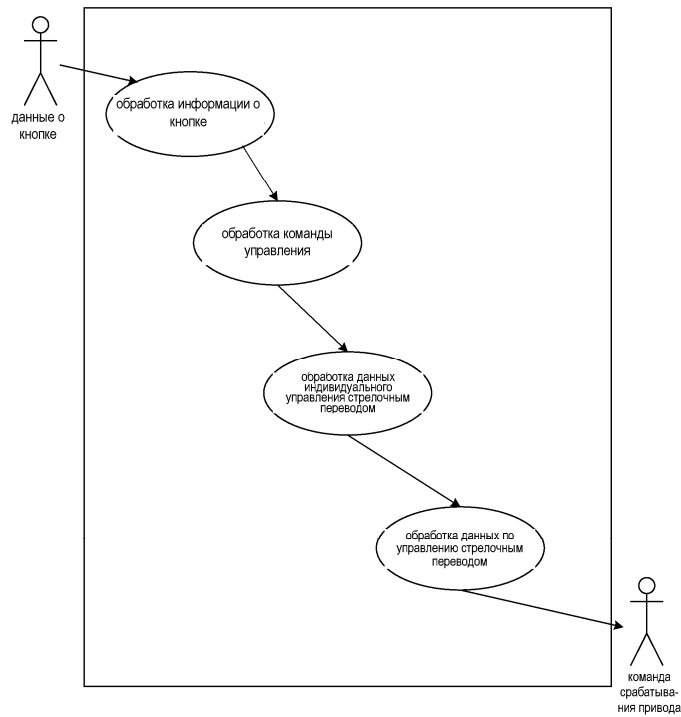 данные о
кнопке
обработка информации о
кнопке
обработка команды
управления
обработка данных
индивидуального
управления стрелочным
переводом
обработка данных по
управлению стрелочным
переводом
команда
срабатыва-
ния привода